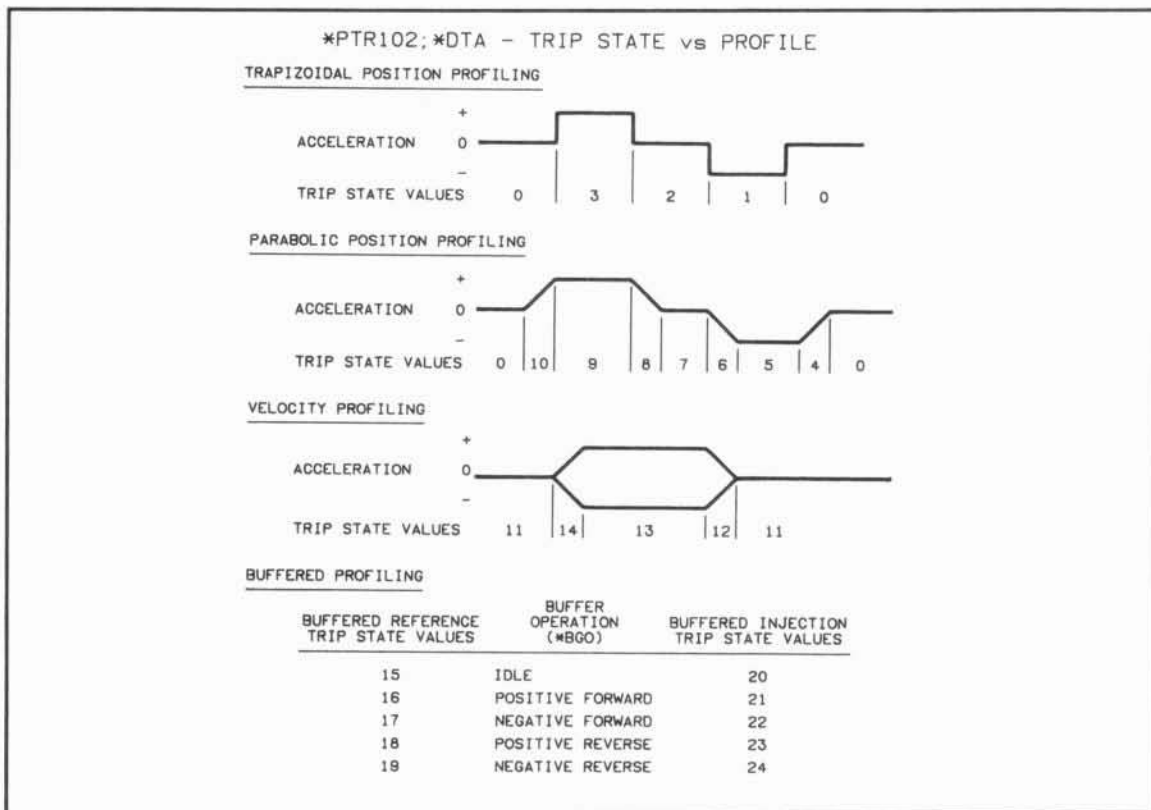 *PTR102; *DTA - TRIP STATE vs PROFILE
TRAPIZOIDAL POSITION PROFILING
+
ACCELERATION 0
-
TRIP STATE VALUES 0 3 2 1 0
PARABOLIC POSITION PROFILING
+
ACCELERATION 0
-
TRIP STATE VALUES 0 10 9 8 7 6 5 4 0
VELOCITY PROFILING
+
ACCELERATION 0
-
TRIP STATE VALUES 11 14 13 12 11
BUFFERED PROFILING
BUFFERED REFERENCE TRIP STATE VALUES
BUFFER OPERATION (*BGO)
BUFFERED INJECTION TRIP STATE VALUES
15 IDLE 20
16 POSITIVE FORWARD 21
17 NEGATIVE FORWARD 22
18 POSITIVE REVERSE 23
19 NEGATIVE REVERSE 24